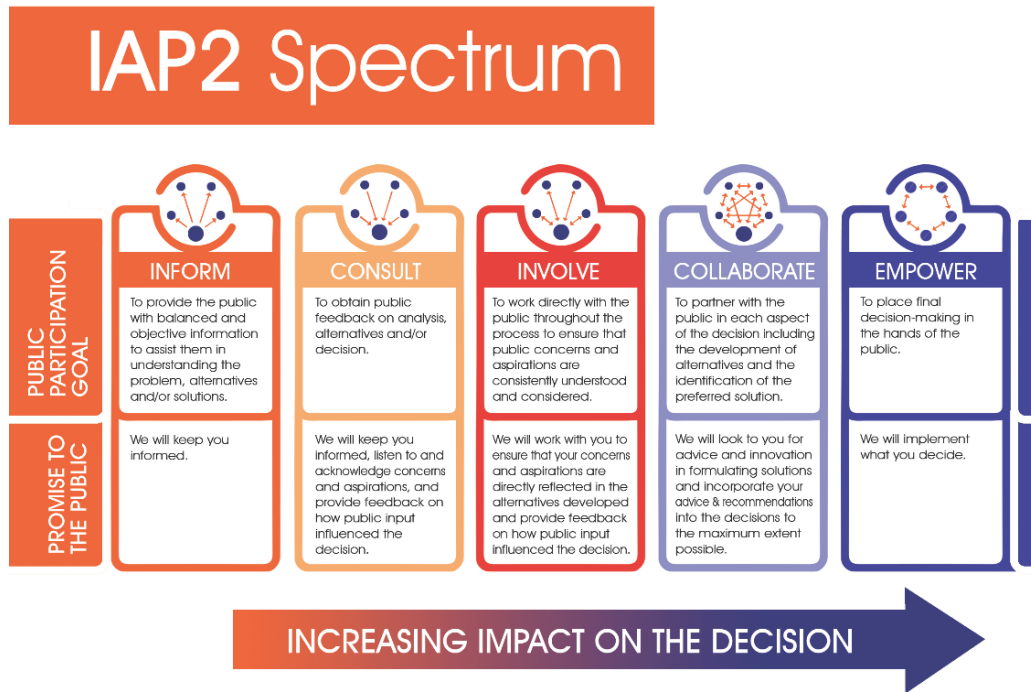 IAP2 Spectrum
INFORM
CONSULT
INVOLVE
COLLABORATE
EMPOWER
PUBLIC
PARTICIPATION
GOAL
To provide the public
with balanced and
objective information
to assist them in
understanding the
problem, alternatives
and/or solutions.
To obtain public
feedback on analysis,
alternatives and/or
decision.
To work directly with the
public throughout the
process to ensure that
public concerns and
aspirations are
consistently understood
and considered.
To partner with the
public in each aspect
of the decision including
the development of
alternatives and the
identification of the
preferred solution.
To place final
decision-making in
the hands of the
public.
PROMISE TO
THE PUBLIC
We will keep you
informed.
We will keep you
informed, listen to and
acknowledge concerns
and aspirations, and
provide feedback on
how public input
influenced the
decision.
We will work with you to
ensure that your concerns
and aspirations are
directly reflected in the
alternatives developed
and provide feedback
on how public input
influenced the decision.
We will look to you for
advice and innovation
in formulating solutions
and incorporate your
advice & recommendations
into the decisions to
the maximum extent
possible.
We will implement
what you decide.
INCREASING IMPACT ON THE DECISION